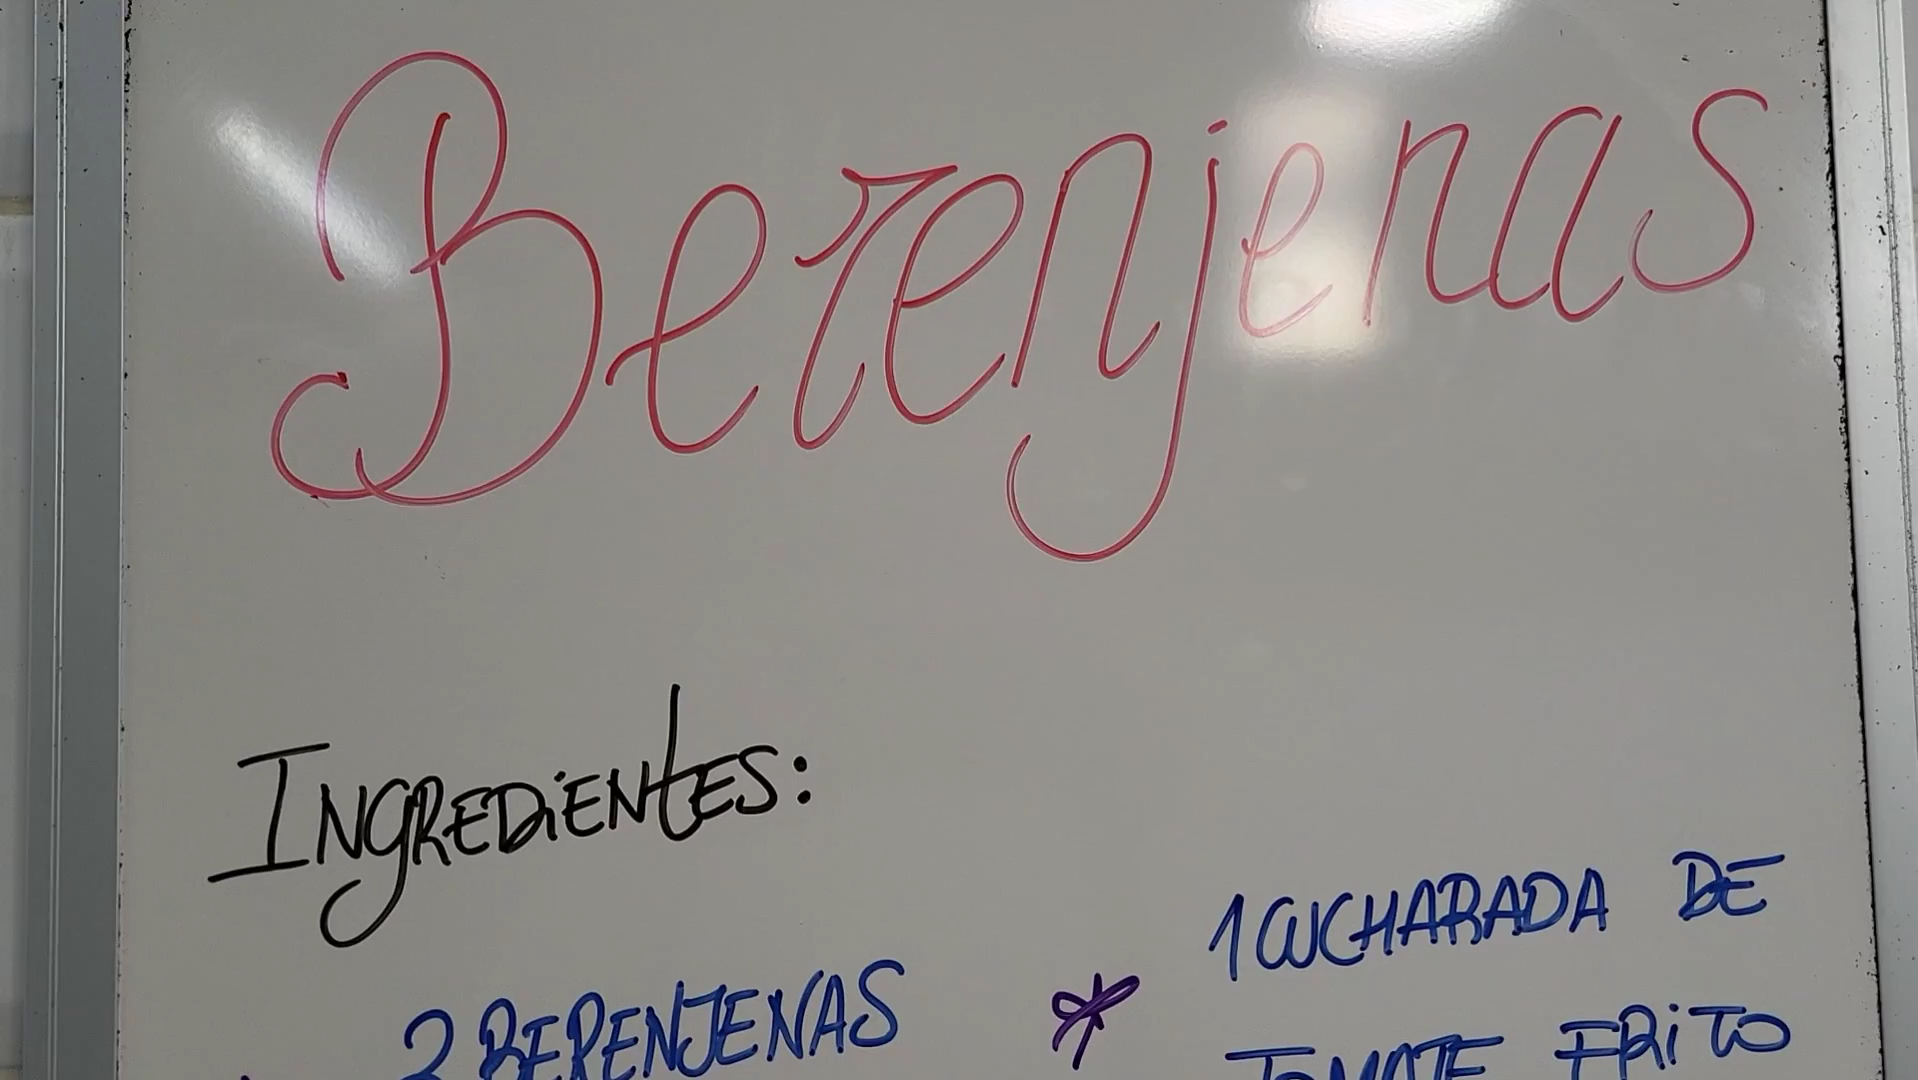 Berenjenas
INGREDiENtES:
2 BERENJENAS
* 1 CUCHARADA DE
TOMATE FRiTO